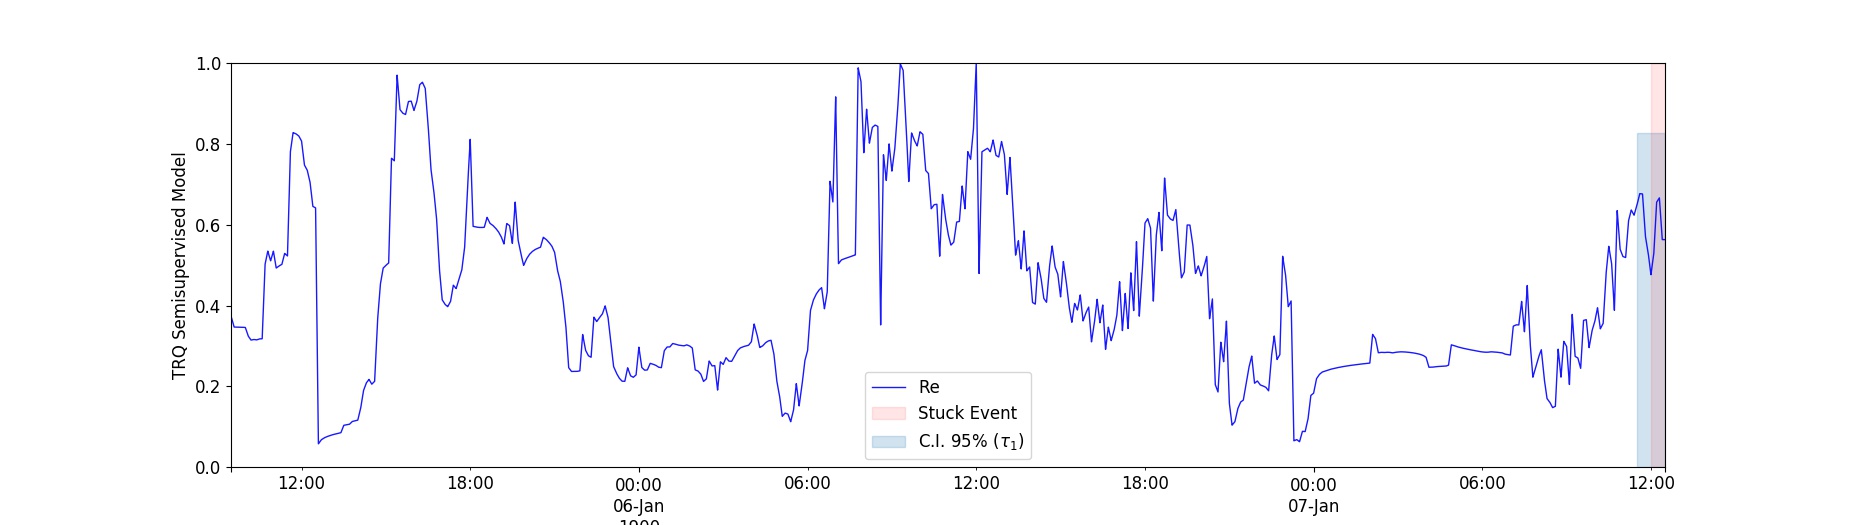 1.0
0.8
0.6
0.4
0.2
0.0
TRQ Semisupervised Model
Re
Stuck Event
C.I. 95% (τ₁)
12:00 18:00 00:00 06:00 12:00 18:00 00:00 06:00 12:00
06-Jan 07-Jan
1900